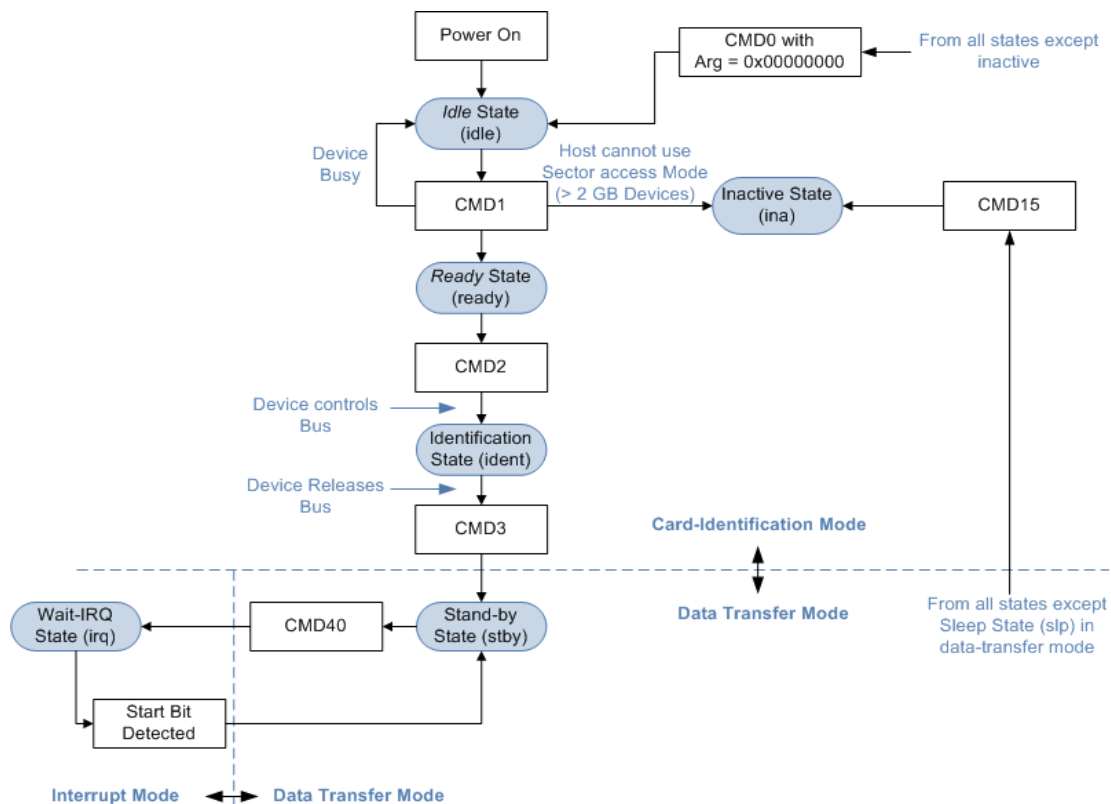 Power On
CMD0 with
Arg = 0x00000000
From all states except
inactive
Idle State
(idle)
Device
Busy
Host cannot use
Sector access Mode
(> 2 GB Devices)
CMD1
Inactive State
(ina)
CMD15
Ready State
(ready)
CMD2
Device controls
Bus
Identification
State (ident)
Device Releases
Bus
CMD3
Card-Identification Mode
Data Transfer Mode
Wait-IRQ
State (irq)
CMD40
Stand-by
State (stby)
From all states except
Sleep State (slp) in
data-transfer mode
Start Bit
Detected
Interrupt Mode
Data Transfer Mode